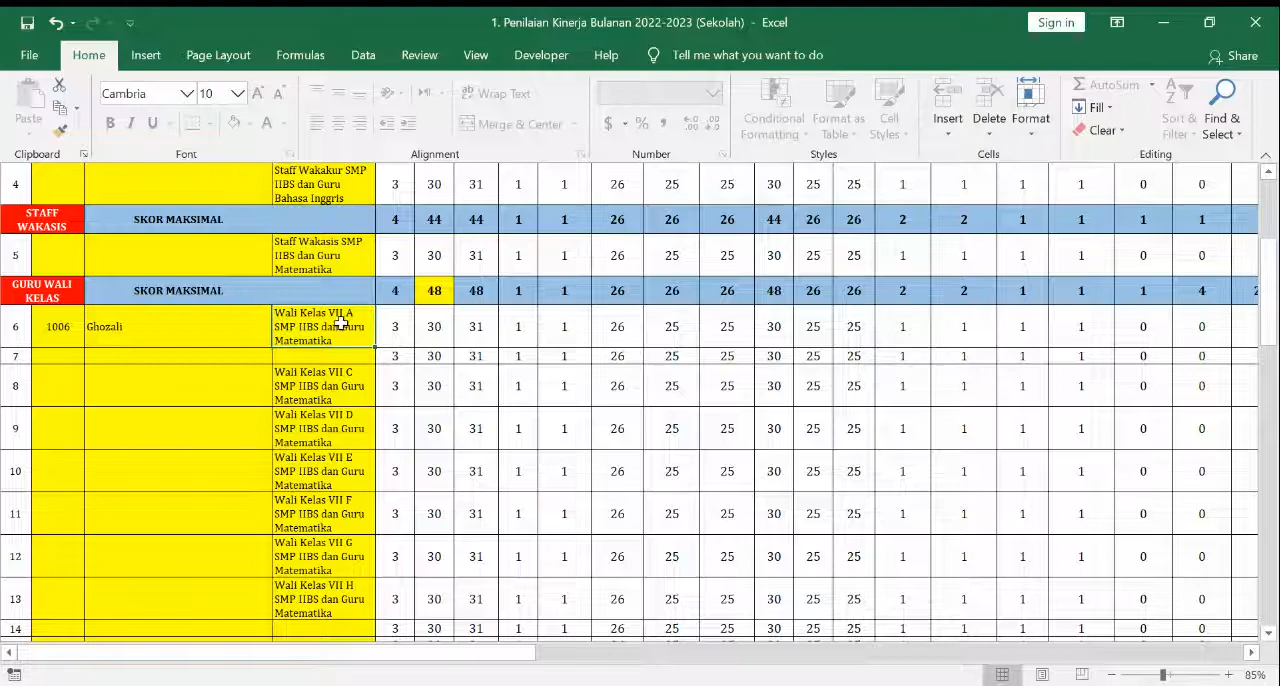 1. Penilaian Kinerja Bulanan 2022-2023 (Sekolah) - Excel
Sign in
File Home Insert Page Layout Formulas Data Review View Developer Help Tell me what you want to do Share
Paste
Cambria 10 A A
B I U A
ab Wrap Text
Merge & Center
$ % , .00 .0
Conditional Formatting
Format as Table
Cell Styles
Insert Delete Format
AutoSum
Fill
Clear
Sort & Filter
Find & Select
Clipboard Font Alignment Number Styles Cells Editing
4 Staff Wakakur SMP IIBS dan Guru Bahasa Inggris 3 30 31 1 1 26 25 25 30 25 25 1 1 1 1 0 0
STAFF WAKASIS SKOR MAKSIMAL 4 44 44 1 1 26 26 26 44 26 26 2 2 1 1 1 1
5 Staff Wakasis SMP IIBS dan Guru Matematika 3 30 31 1 1 26 25 25 30 25 25 1 1 1 1 0 0
GURU WALI KELAS SKOR MAKSIMAL 4 48 48 1 1 26 26 26 48 26 26 2 2 1 1 1 4 2
6 1006 Ghozali Wali Kelas VII A SMP IIBS dan Guru Matematika 3 30 31 1 1 26 25 25 30 25 25 1 1 1 1 0 0
7 3 30 31 1 1 26 25 25 30 25 25 1 1 1 1 0 0
8 Wali Kelas VII C SMP IIBS dan Guru Matematika 3 30 31 1 1 26 25 25 30 25 25 1 1 1 1 0 0
9 Wali Kelas VII D SMP IIBS dan Guru Matematika 3 30 31 1 1 26 25 25 30 25 25 1 1 1 1 0 0
10 Wali Kelas VII E SMP IIBS dan Guru Matematika 3 30 31 1 1 26 25 25 30 25 25 1 1 1 1 0 0
11 Wali Kelas VII F SMP IIBS dan Guru Matematika 3 30 31 1 1 26 25 25 30 25 25 1 1 1 1 0 0
12 Wali Kelas VII G SMP IIBS dan Guru Matematika 3 30 31 1 1 26 25 25 30 25 25 1 1 1 1 0 0
13 Wali Kelas VII H SMP IIBS dan Guru Matematika 3 30 31 1 1 26 25 25 30 25 25 1 1 1 1 0 0
14 3 30 31 1 1 26 25 25 30 25 25 1 1 1 1 0 0
85%